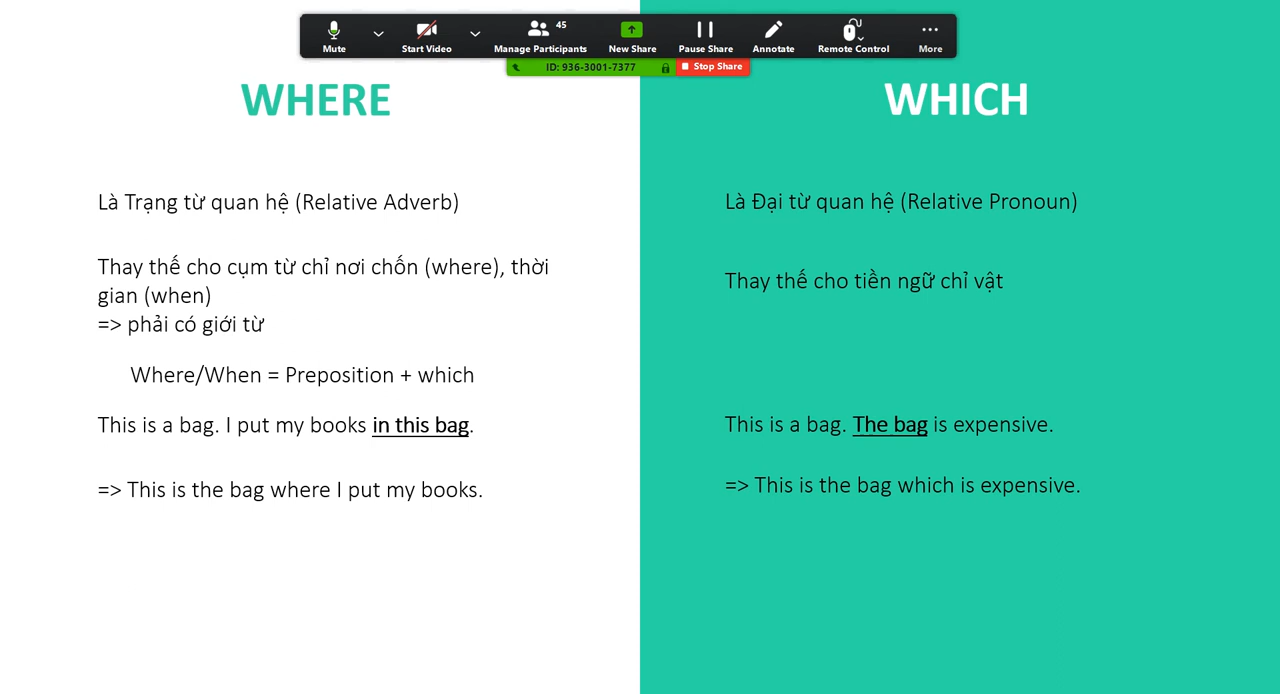 Mute
Start Video
45
Manage Participants
New Share
Pause Share
Annotate
Remote Control
More
ID: 936-3001-7377
Stop Share
WHERE
Là Trạng từ quan hệ (Relative Adverb)
Thay thế cho cụm từ chỉ nơi chốn (where), thời
gian (when)
=> phải có giới từ
Where/When = Preposition + which
This is a bag. I put my books in this bag.
=> This is the bag where I put my books.
WHICH
Là Đại từ quan hệ (Relative Pronoun)
Thay thế cho tiền ngữ chỉ vật
This is a bag. The bag is expensive.
=> This is the bag which is expensive.